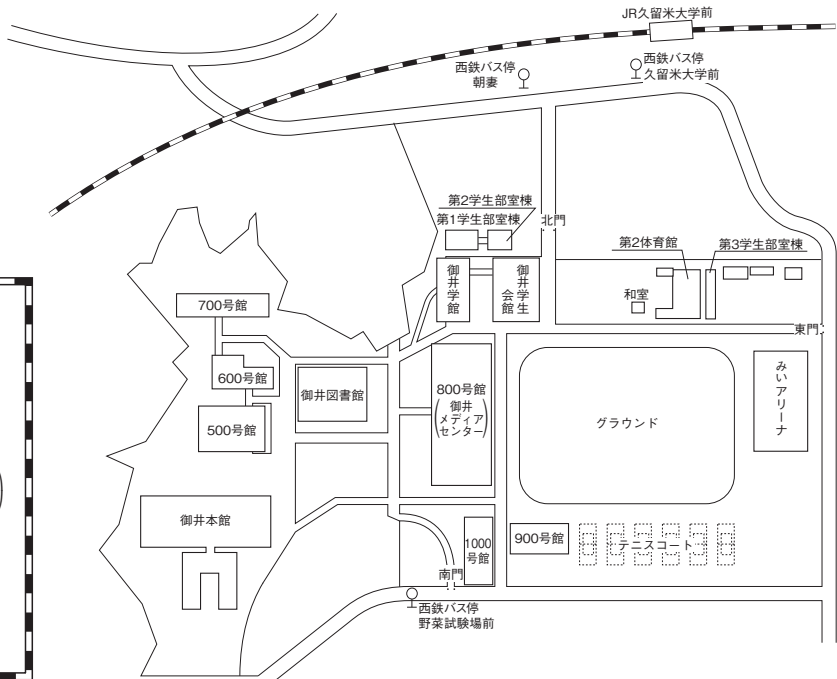 JR久留米大学前
西鉄バス停
久留米大学前
西鉄バス停
朝妻
第2学生部室棟
第1学生部室棟
北門
第2体育館
第3学生部室棟
御井学館
御井学生
会館
和室
東門
700号館
600号館
500号館
御井図書館
800号館
(御井
メディア
センター)
グラウンド
みいアリーナ
御井本館
1000
号館
900号館
テニスコート
南門
西鉄バス停
野菜試験場前